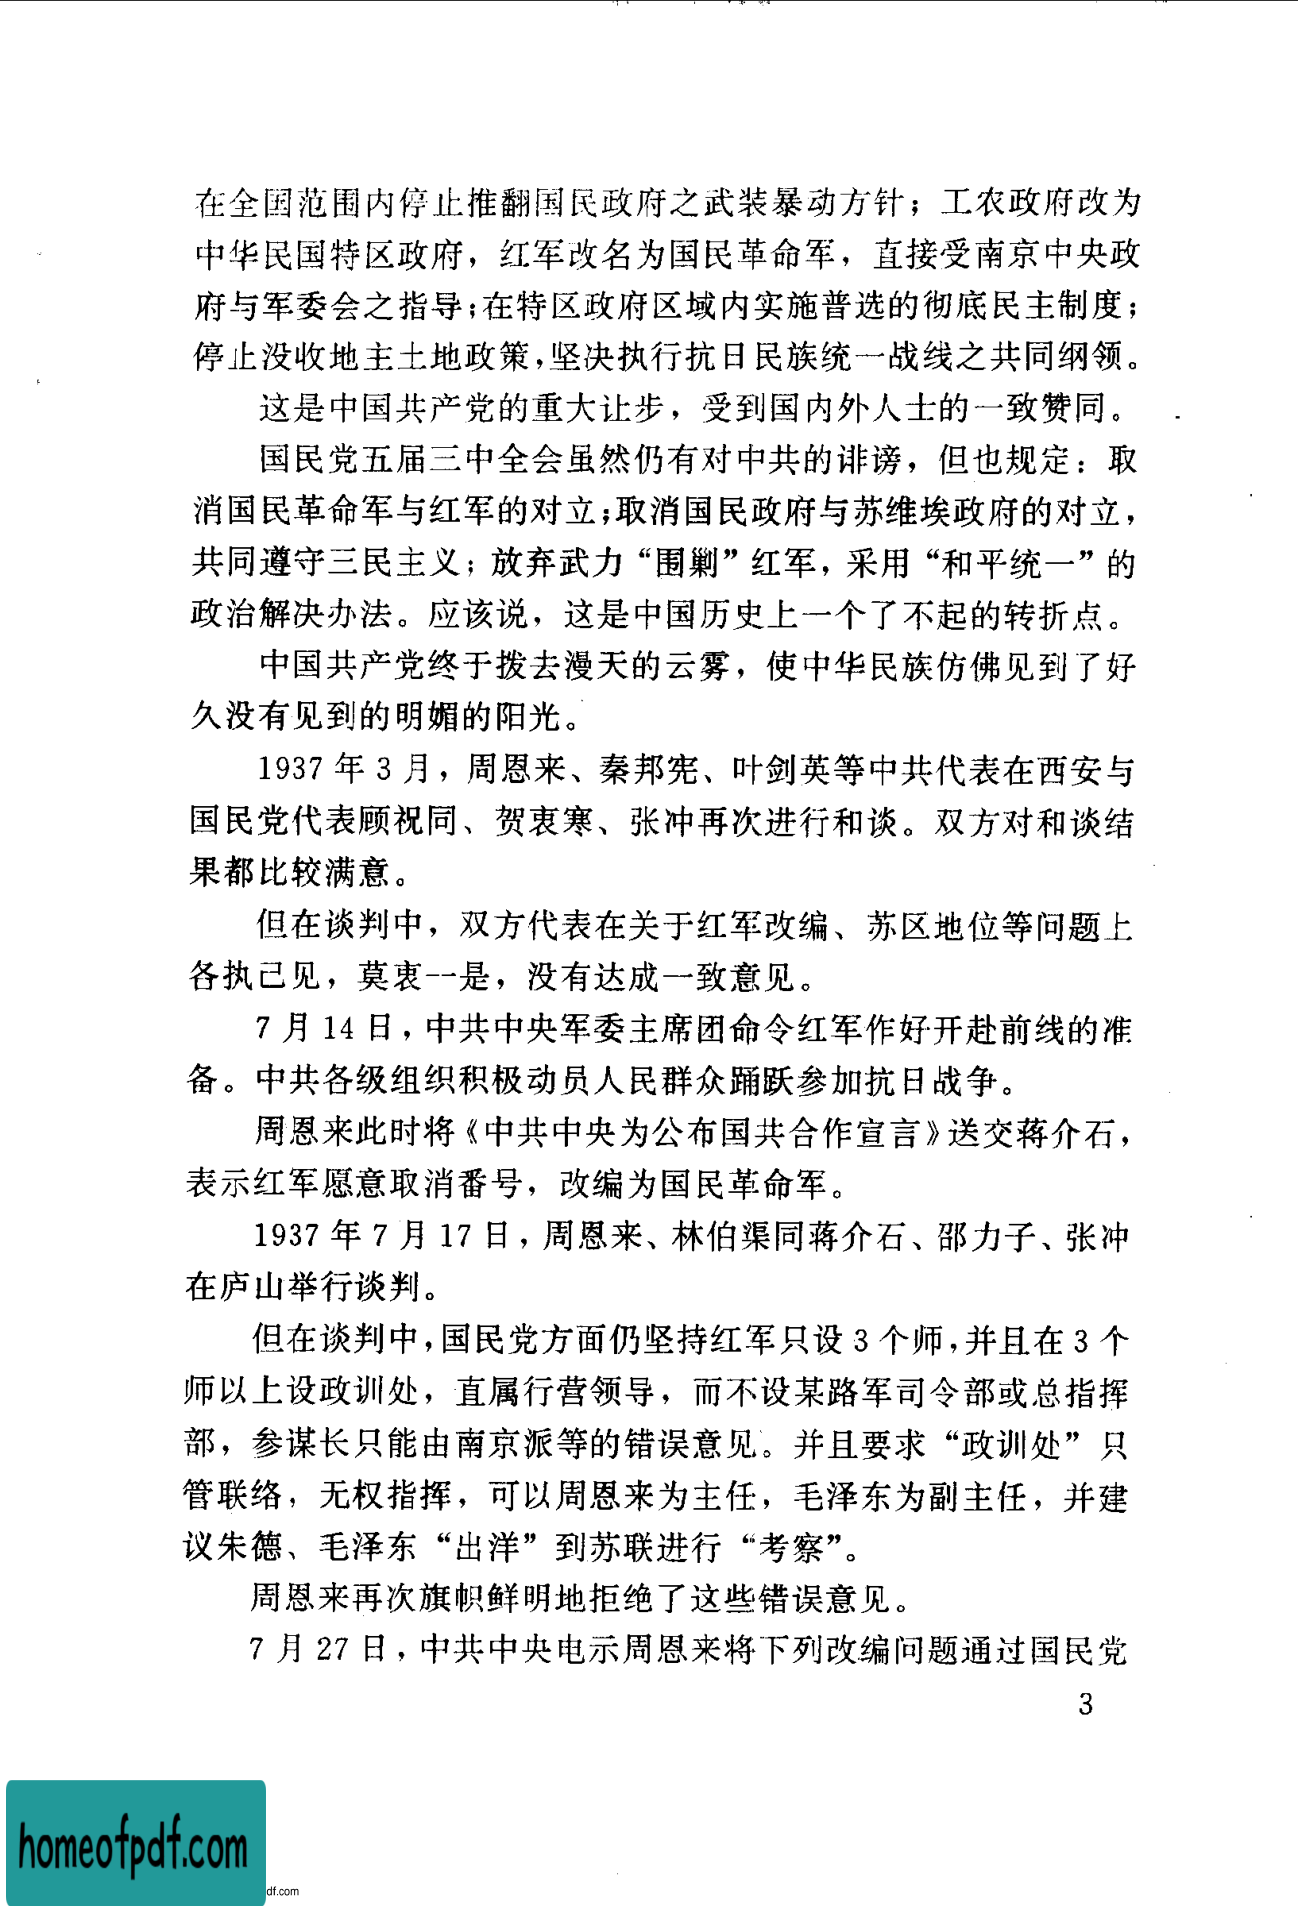 在全国范围内停止推翻国民政府之武装暴动方针；工农政府改为
中华民国特区政府，红军改名为国民革命军，直接受南京中央政
府与军委会之指导；在特区政府区域内实施普选的彻底民主制度；
停止没收地主土地政策，坚决执行抗日民族统一战线之共同纲领。
这是中国共产党的重大让步，受到国内外人士的一致赞同。
国民党五届三中全会虽然仍有对中共的诽谤，但也规定：取
消国民革命军与红军的对立；取消国民政府与苏维埃政府的对立，
共同遵守三民主义；放弃武力“围剿”红军，采用“和平统一”的
政治解决办法。应该说，这是中国历史上一个了不起的转折点。
中国共产党终于拨去漫天的云雾，使中华民族仿佛见到了好
久没有见到的明媚的阳光。
1937 年 3 月，周恩来、秦邦宪、叶剑英等中共代表在西安与
国民党代表顾祝同、贺衷寒、张冲再次进行和谈。双方对和谈结
果都比较满意。
但在谈判中，双方代表在关于红军改编、苏区地位等问题上
各执己见，莫衷一是，没有达成一致意见。
7 月 14 日，中共中央军委主席团命令红军作好开赴前线的准
备。中共各级组织积极动员人民群众踊跃参加抗日战争。
周恩来此时将《中共中央为公布国共合作宣言》送交蒋介石，
表示红军愿意取消番号，改编为国民革命军。
1937 年 7 月 17 日，周恩来、林伯渠同蒋介石、邵力子、张冲
在庐山举行谈判。
但在谈判中，国民党方面仍坚持红军只设 3 个师，并且在 3 个
师以上设政训处，直属行营领导，而不设某路军司令部或总指挥
部，参谋长只能由南京派等的错误意见。并且要求“政训处”只
管联络，无权指挥，可以周恩来为主任，毛泽东为副主任，并建
议朱德、毛泽东“出洋”到苏联进行“考察”。
周恩来再次旗帜鲜明地拒绝了这些错误意见。
7 月 27 日，中共中央电示周恩来将下列改编问题通过国民党
3
homeofpdf.com
df.com